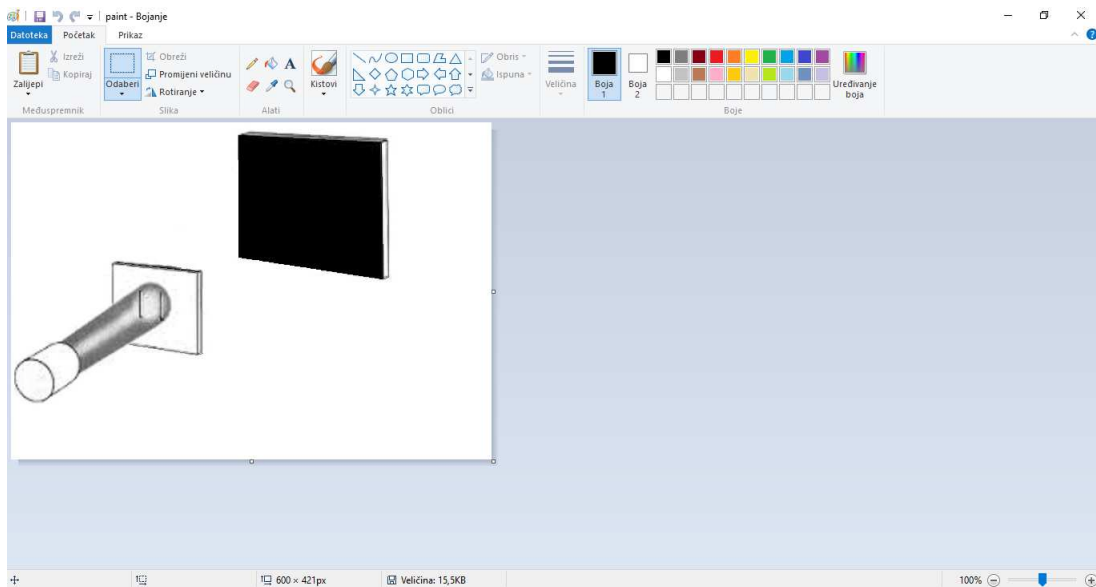 paint - Bojanje
Datoteka Početak Prikaz
Zalijepi
Izreži
Kopiraj
Međuspremnik
Odaberi
Obreži
Promijeni veličinu
Rotiranje
Slika
A
Alati
Kistovi
Oblici
Obris
Ispuna
Veličina
Boja
1
Boja
2
Uređivanje
boja
Boje
600 × 421px
Veličina: 15,5KB
100%